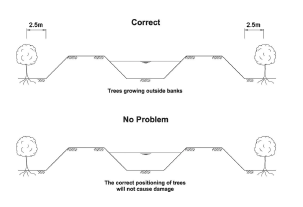 Correct
2.5m
2.5m
Trees growing outside banks
No Problem
The correct positioning of trees
will not cause damage